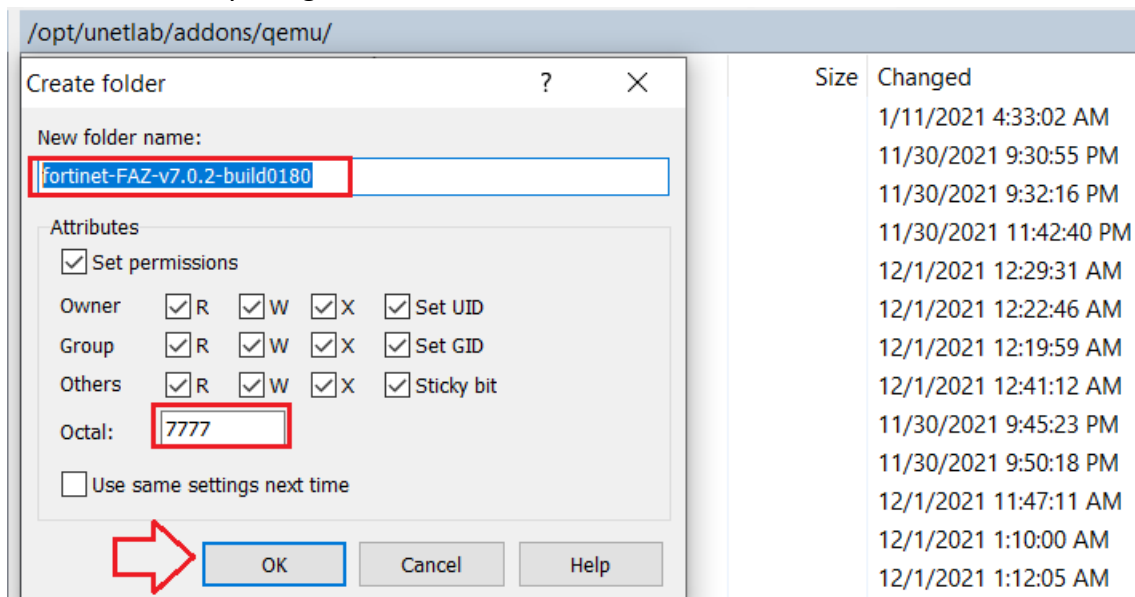 /opt/unetlab/addons/qemu/
Create folder ? X
Size Changed
New folder name:
fortinet-FAZ-v7.0.2-build0180
Attributes
Set permissions
Owner R W X Set UID
Group R W X Set GID
Others R W X Sticky bit
Octal: 7777
Use same settings next time
OK Cancel Help
1/11/2021 4:33:02 AM
11/30/2021 9:30:55 PM
11/30/2021 9:32:16 PM
11/30/2021 11:42:40 PM
12/1/2021 12:29:31 AM
12/1/2021 12:22:46 AM
12/1/2021 12:19:59 AM
12/1/2021 12:41:12 AM
11/30/2021 9:45:23 PM
11/30/2021 9:50:18 PM
12/1/2021 11:47:11 AM
12/1/2021 1:10:00 AM
12/1/2021 1:12:05 AM